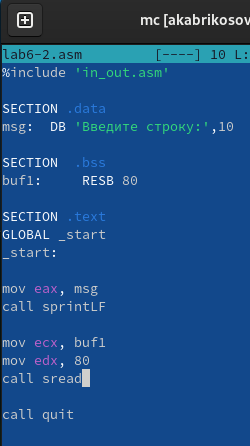 mc [akabrikosov
lab6-2.asm [----] 10 L:
%include 'in_out.asm'
SECTION .data
msg: DB 'Введите строку:',10
SECTION .bss
buf1: RESB 80
SECTION .text
GLOBAL _start
_start:
mov eax, msg
call sprintLF
mov ecx, buf1
mov edx, 80
call sread
call quit